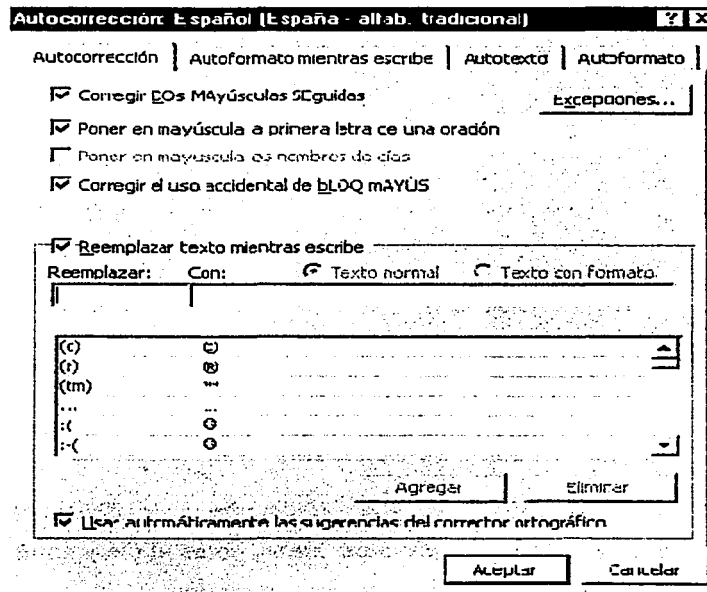 Autocorrección: Español (España - alfab. tradicional)
Autocorrección Autoformato mientras escribe Autotexto Autoformato
Corregir DOs MAyúsculas SEguidas Excepciones...
Poner en mayúscula la primera letra de una oración
Poner en mayúscula los nombres de días
Corregir el uso accidental de bLOQ mAYÚS
Reemplazar texto mientras escribe
Reemplazar: Con: Texto normal Texto con formato
(c) ©
(r) ®
(tm) ™
... …
:(
:-(
Agregar Eliminar
Usar automáticamente las sugerencias del corrector ortográfico
Aceptar Cancelar